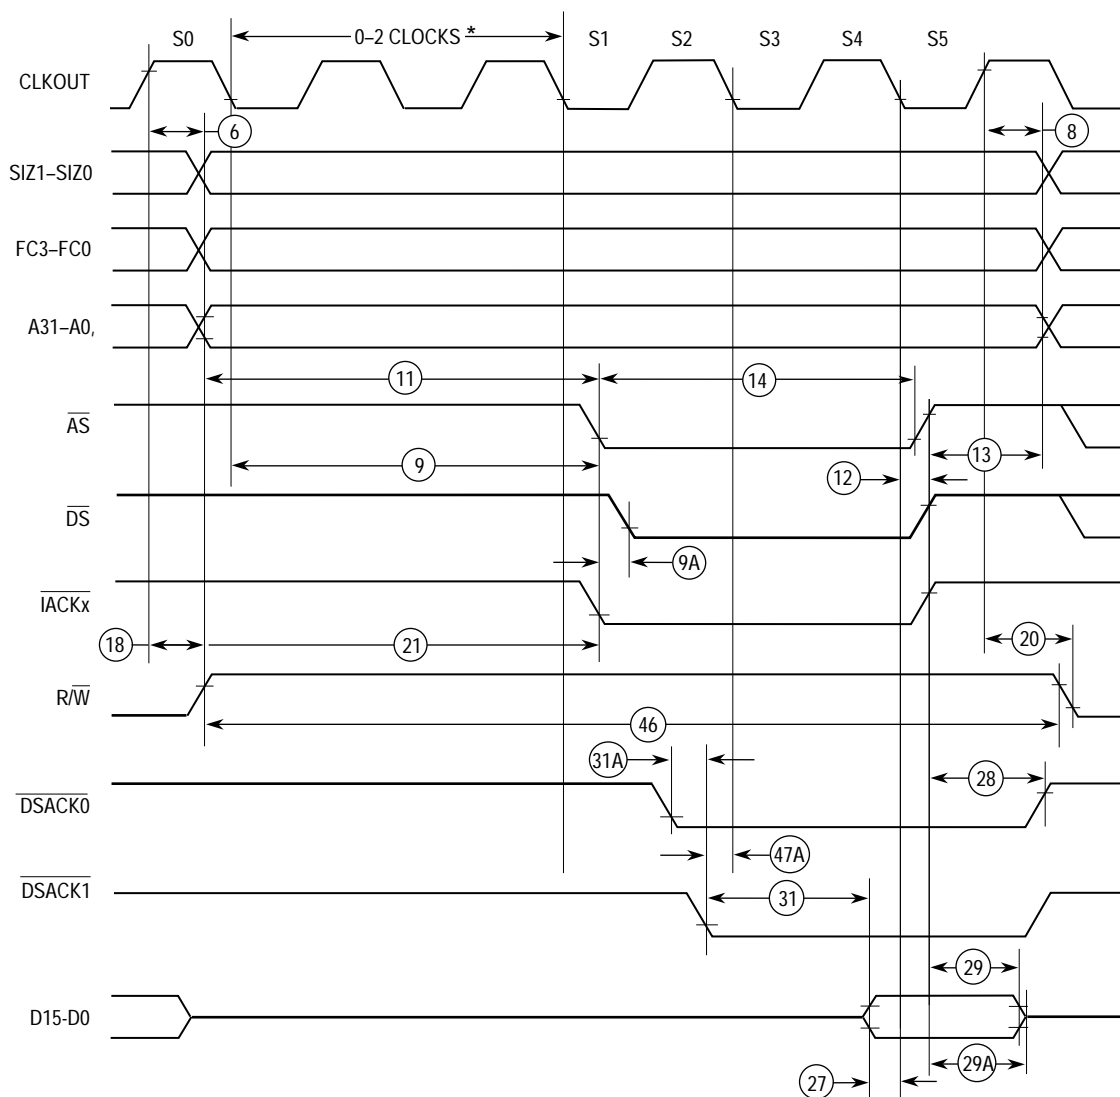 S0 0–2 CLOCKS * S1 S2 S3 S4 S5
CLKOUT
6 8
SIZ1–SIZ0
FC3–FC0
A31–A0,
11 14
AS
9 12 13
DS
9A
IACKx
18 21 20
R/W
46
31A 28
DSACK0
47A
DSACK1
31
29
D15-D0
29A
27